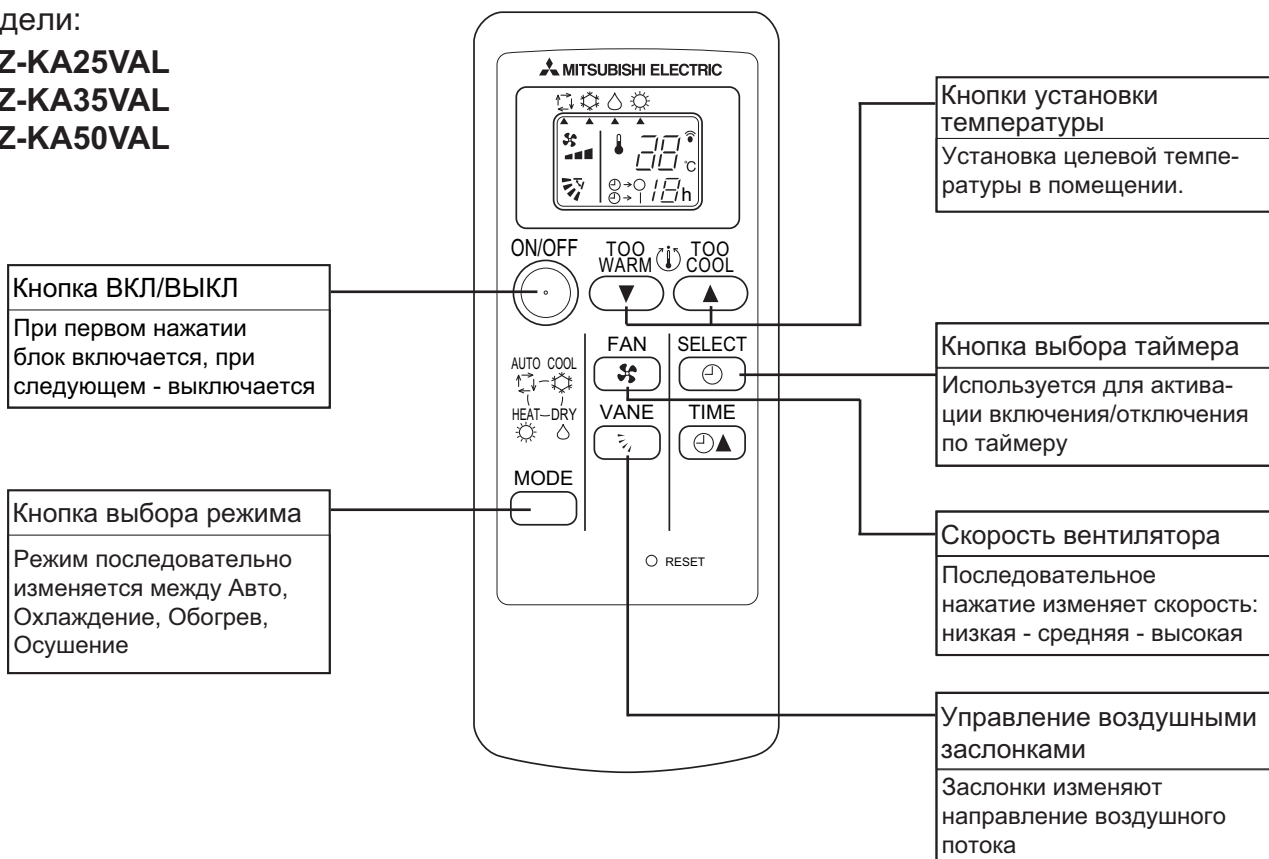 дели:
Z-KA25VAL
Z-KA35VAL
Z-KA50VAL
MITSUBISHI ELECTRIC
18h
ON/OFF
TOO WARM
TOO COOL
FAN
SELECT
AUTO COOL
HEAT DRY
VANE
TIME
MODE
RESET
Кнопка ВКЛ/ВЫКЛ
При первом нажатии
блок включается, при
следующем - выключается
Кнопка выбора режима
Режим последовательно
изменяется между Авто,
Охлаждение, Обогрев,
Осушение
Кнопки установки
температуры
Установка целевой темпе-
ратуры в помещении.
Кнопка выбора таймера
Используется для актива-
ции включения/отключения
по таймеру
Скорость вентилятора
Последовательное
нажатие изменяет скорость:
низкая - средняя - высокая
Управление воздушными
заслонками
Заслонки изменяют
направление воздушного
потока